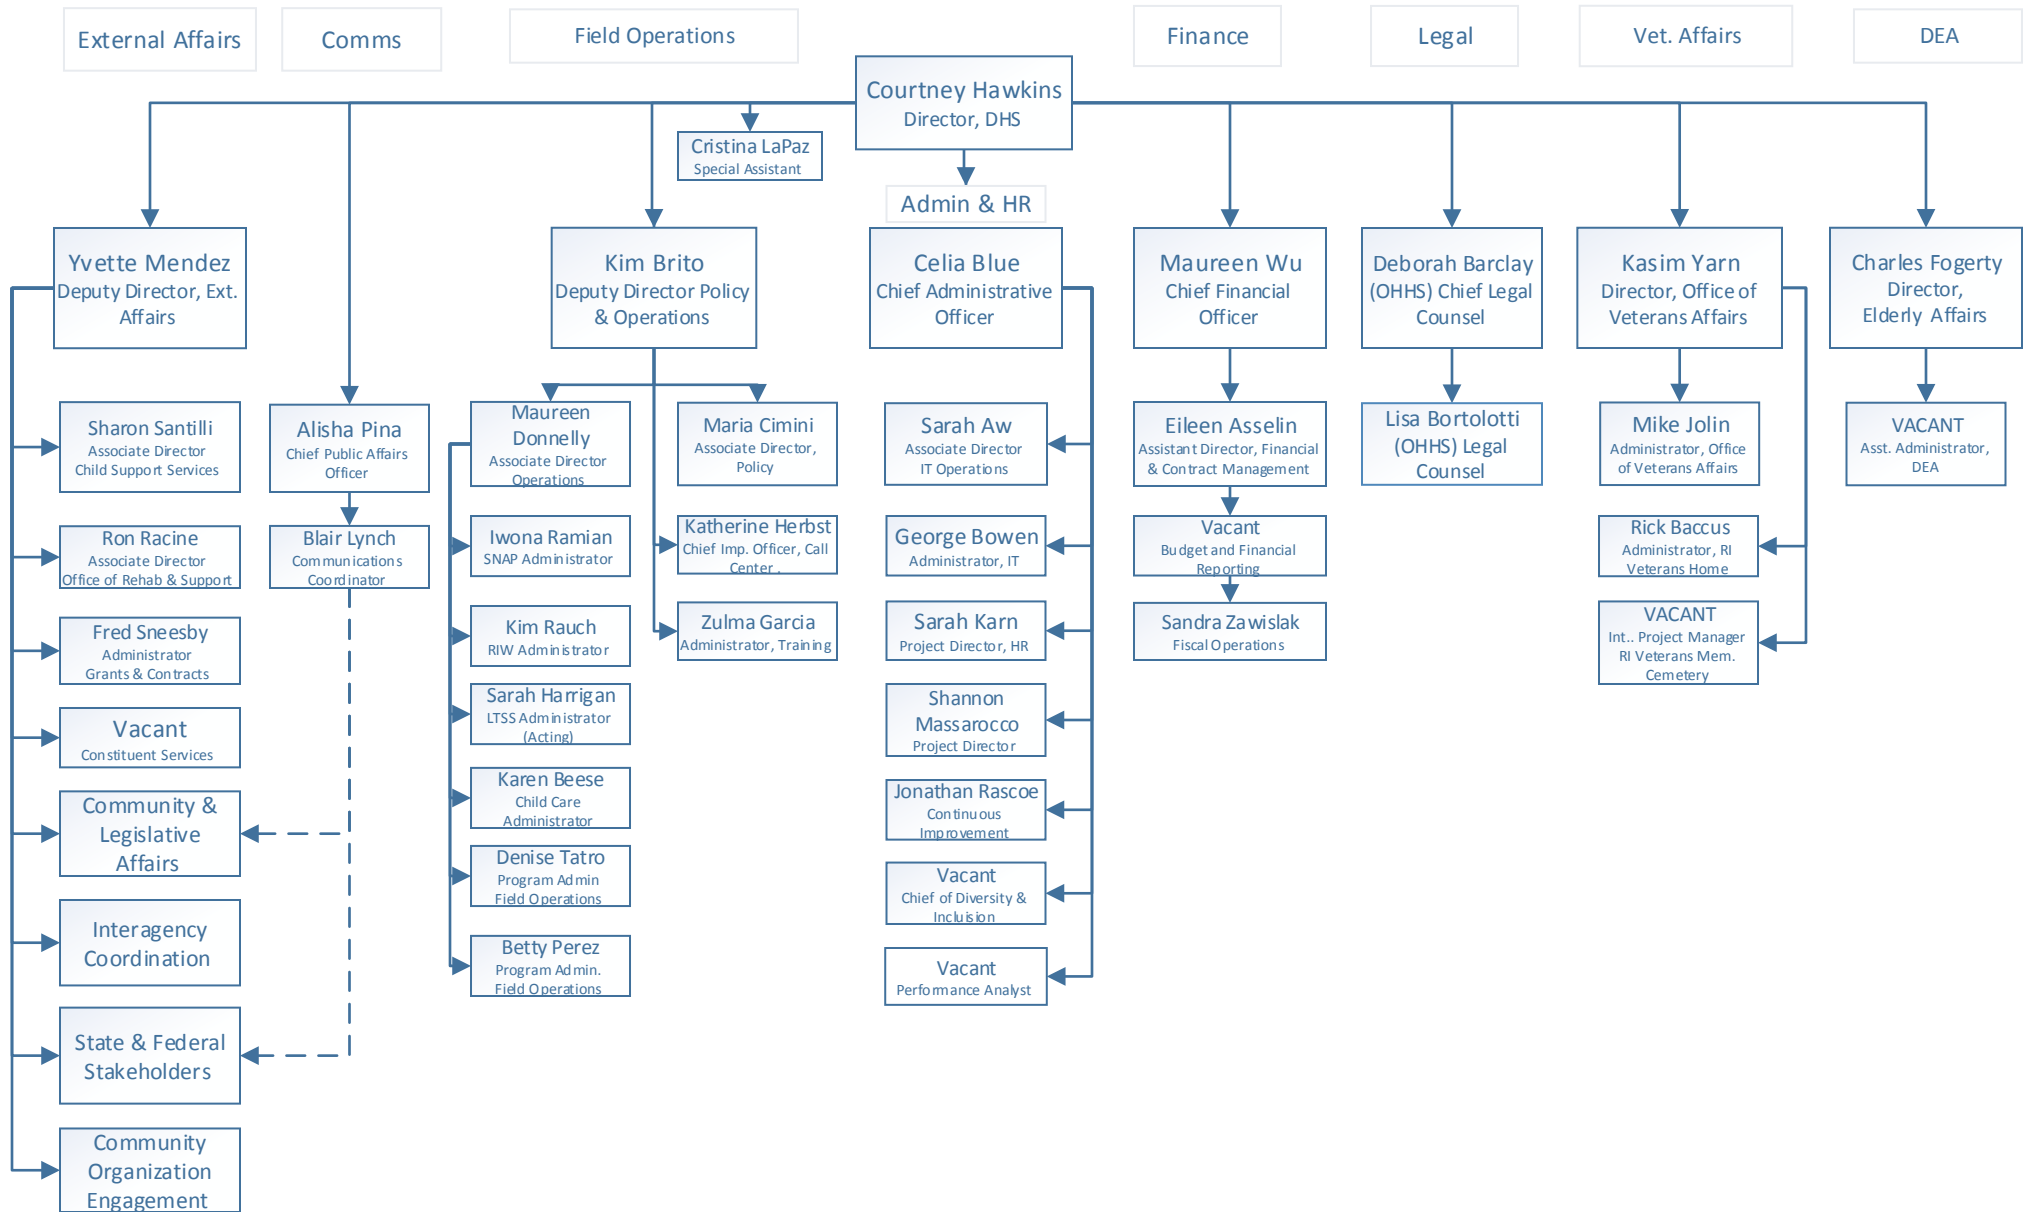 External Affairs
Comms
Field Operations
Finance
Legal
Vet. Affairs
DEA
Courtney Hawkins
Director, DHS
Cristina LaPaz
Special Assistant
Admin & HR
Yvette Mendez
Deputy Director, Ext.
Affairs
Kim Brito
Deputy Director Policy
& Operations
Celia Blue
Chief Administrative
Officer
Maureen Wu
Chief Financial
Officer
Deborah Barclay
(OHHS) Chief Legal
Counsel
Kasim Yarn
Director, Office of
Veterans Affairs
Charles Fogerty
Director,
Elderly Affairs
Sharon Santilli
Associate Director
Child Support Services
Ron Racine
Associate Director
Office of Rehab & Support
Fred Sneesby
Administrator
Grants & Contracts
Vacant
Constituent Services
Community &
Legislative
Affairs
Interagency
Coordination
State & Federal
Stakeholders
Community
Organization
Engagement
Alisha Pina
Chief Public Affairs
Officer
Blair Lynch
Communications
Coordinator
Maureen
Donnelly
Associate Director
Operations
Iwona Ramian
SNAP Administrator
Kim Rauch
RIW Administrator
Sarah Harrigan
LTSS Administrator
(Acting)
Karen Beese
Child Care
Administrator
Denise Tatro
Program Admin
Field Operations
Betty Perez
Program Admin.
Field Operations
Maria Cimini
Associate Director,
Policy
Katherine Herbst
Chief Imp. Officer, Call
Center .
Zulma Garcia
Administrator, Training
Sarah Aw
Associate Director
IT Operations
George Bowen
Administrator, IT
Sarah Karn
Project Director, HR
Shannon
Massarocco
Project Director
Jonathan Rascoe
Continuous
Improvement
Vacant
Chief of Diversity &
Incluision
Vacant
Performance Analyst
Eileen Asselin
Assistant Director, Financial
& Contract Management
Vacant
Budget and Financial
Reporting
Sandra Zawislak
Fiscal Operations
Lisa Bortolotti
(OHHS) Legal
Counsel
Mike Jolin
Administrator, Office
of Veterans Affairs
Rick Baccus
Administrator, RI
Veterans Home
VACANT
Int.. Project Manager
RI Veterans Mem.
Cemetery
VACANT
Asst. Administrator,
DEA